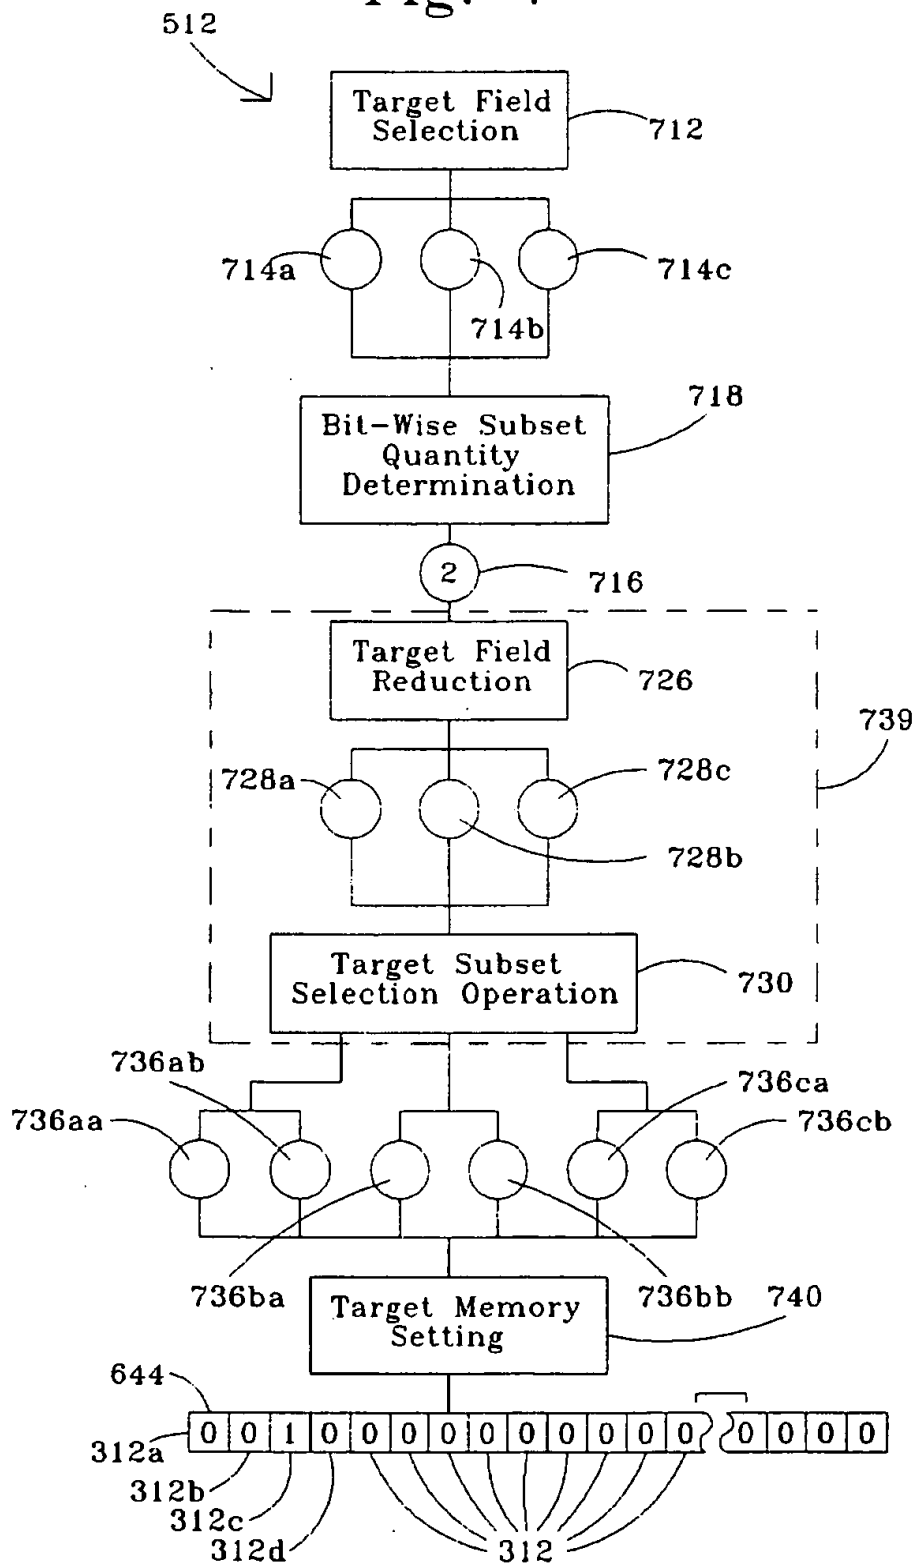 512
Target Field
Selection
712
714a
714b
714c
718
Bit-Wise Subset
Quantity
Determination
2
716
Target Field
Reduction
726
739
728a
728c
728b
Target Subset
Selection Operation
730
736ab
736ca
736aa
736cb
736ba
736bb
740
Target Memory
Setting
644
0 0 1 0 0 0 0 0 0 0 0 0 0 0 0 0 0
312a
312b
312c
312d
312